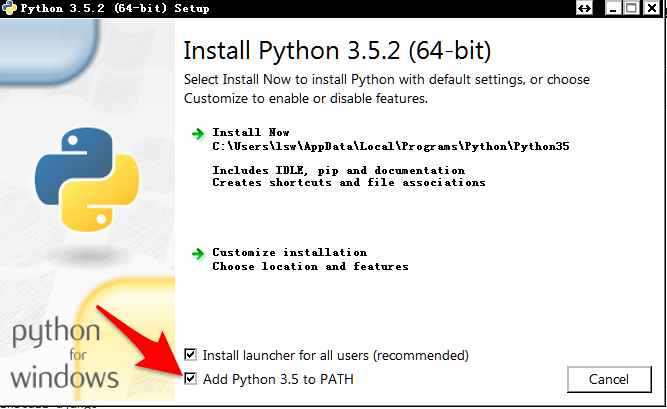 Python 3.5.2 (64-bit) Setup
Install Python 3.5.2 (64-bit)
Select Install Now to install Python with default settings, or choose
Customize to enable or disable features.
Install Now
C:\Users\lsw\AppData\Local\Programs\Python\Python35
Includes IDLE, pip and documentation
Creates shortcuts and file associations
Customize installation
Choose location and features
python
for
windows
Install launcher for all users (recommended)
Add Python 3.5 to PATH
Cancel